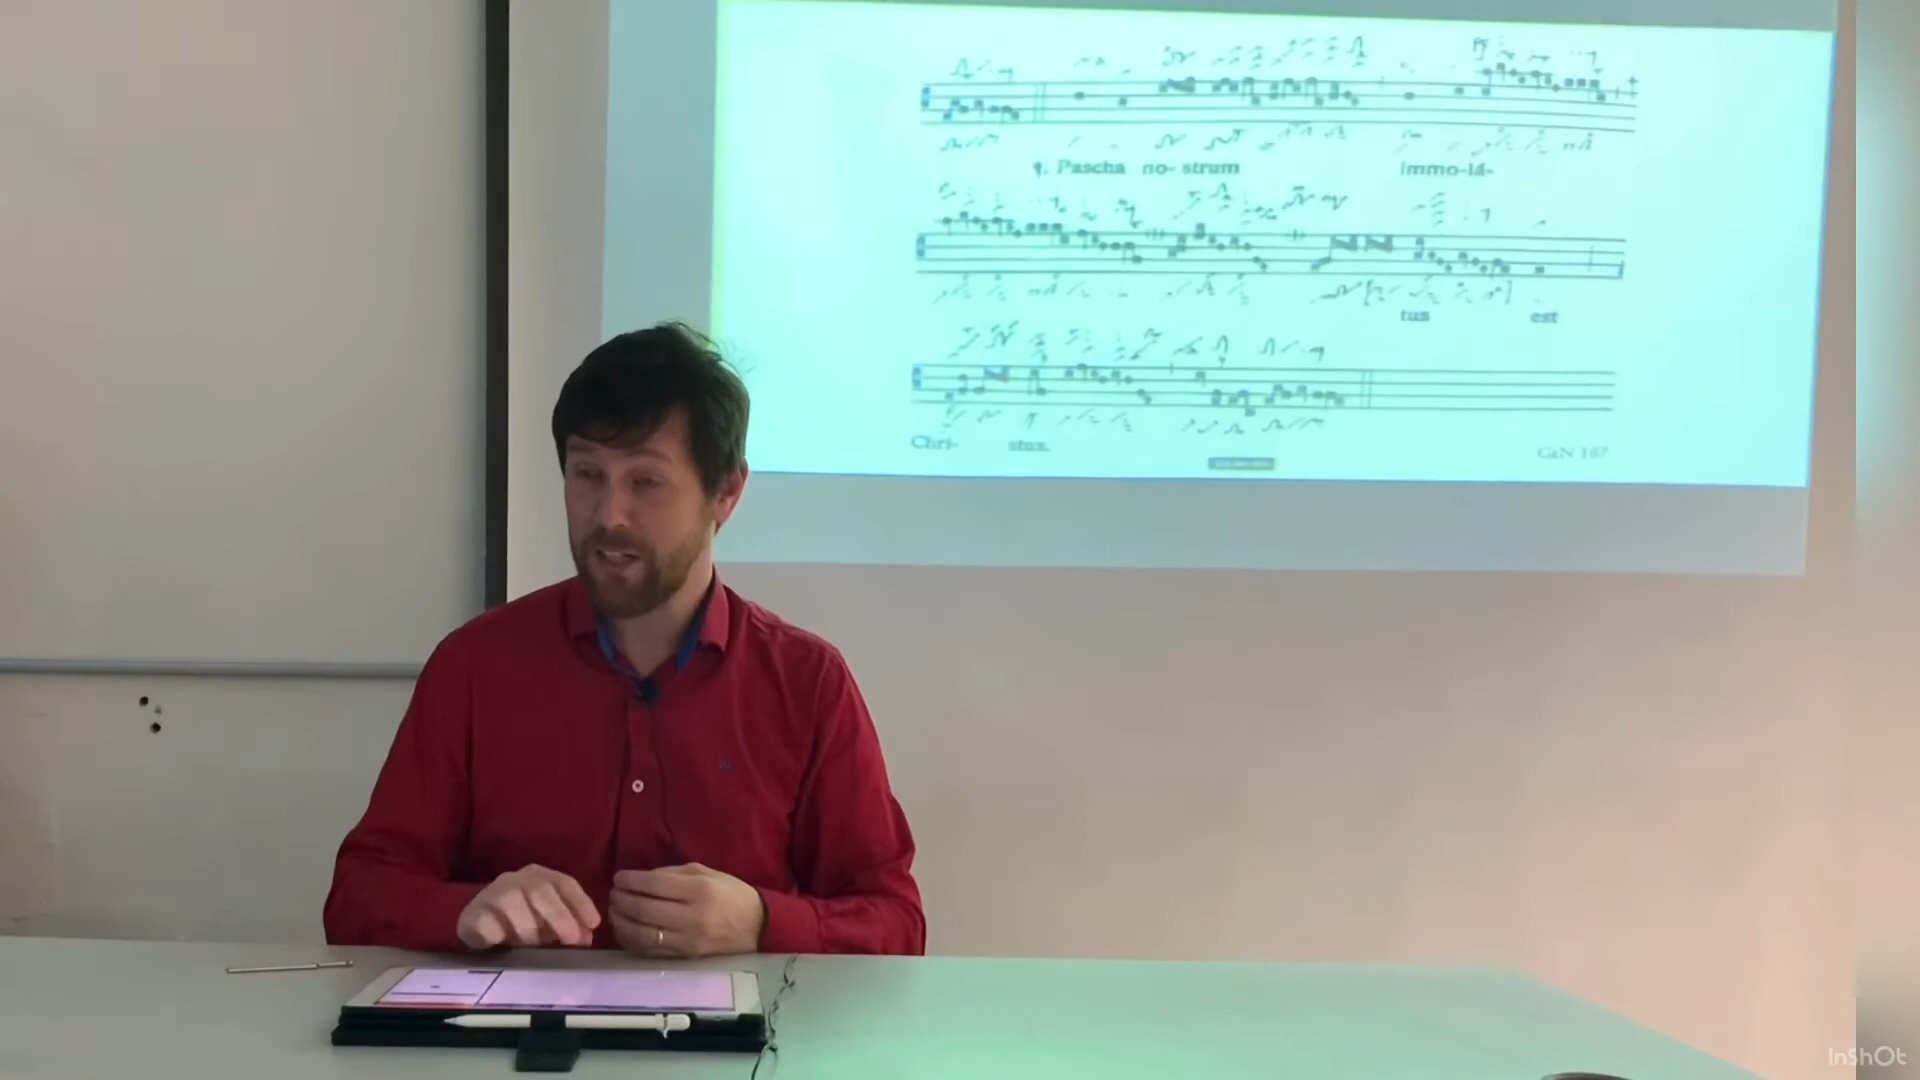 ℣. Pascha no- strum immo-lá-
tus est
Chri- stus. GrN 167
InShOt